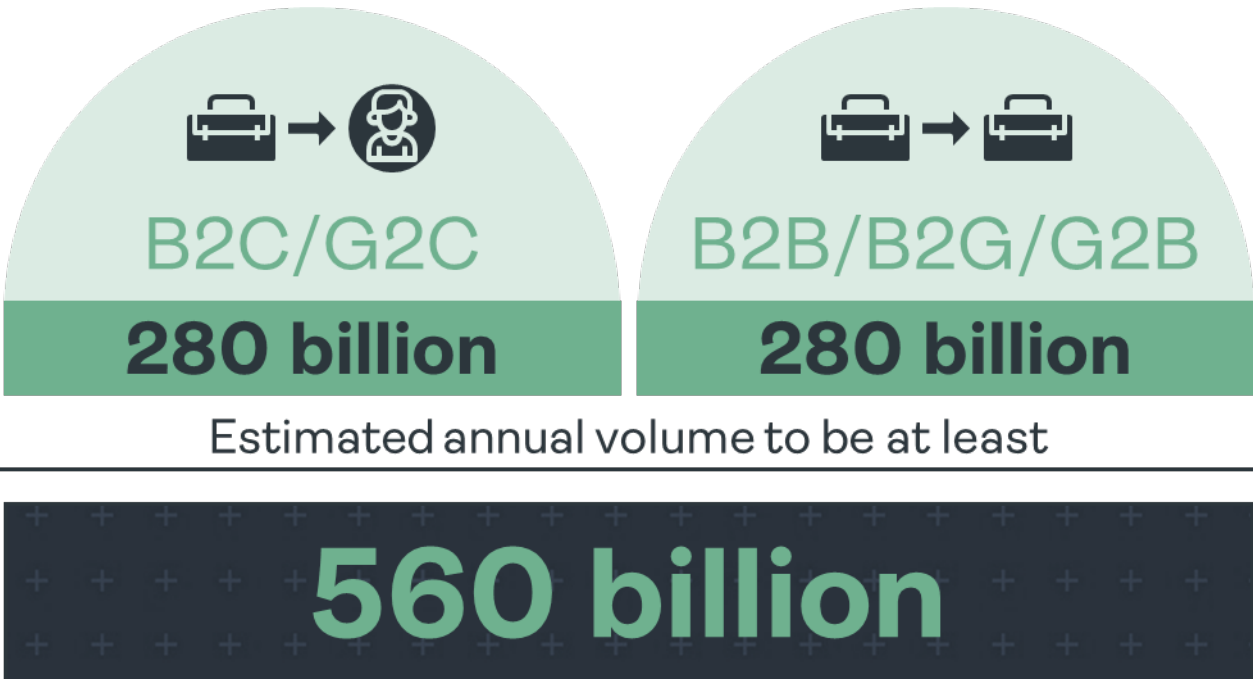 B2C/G2C
280 billion
B2B/B2G/G2B
280 billion
Estimated annual volume to be at least
560 billion